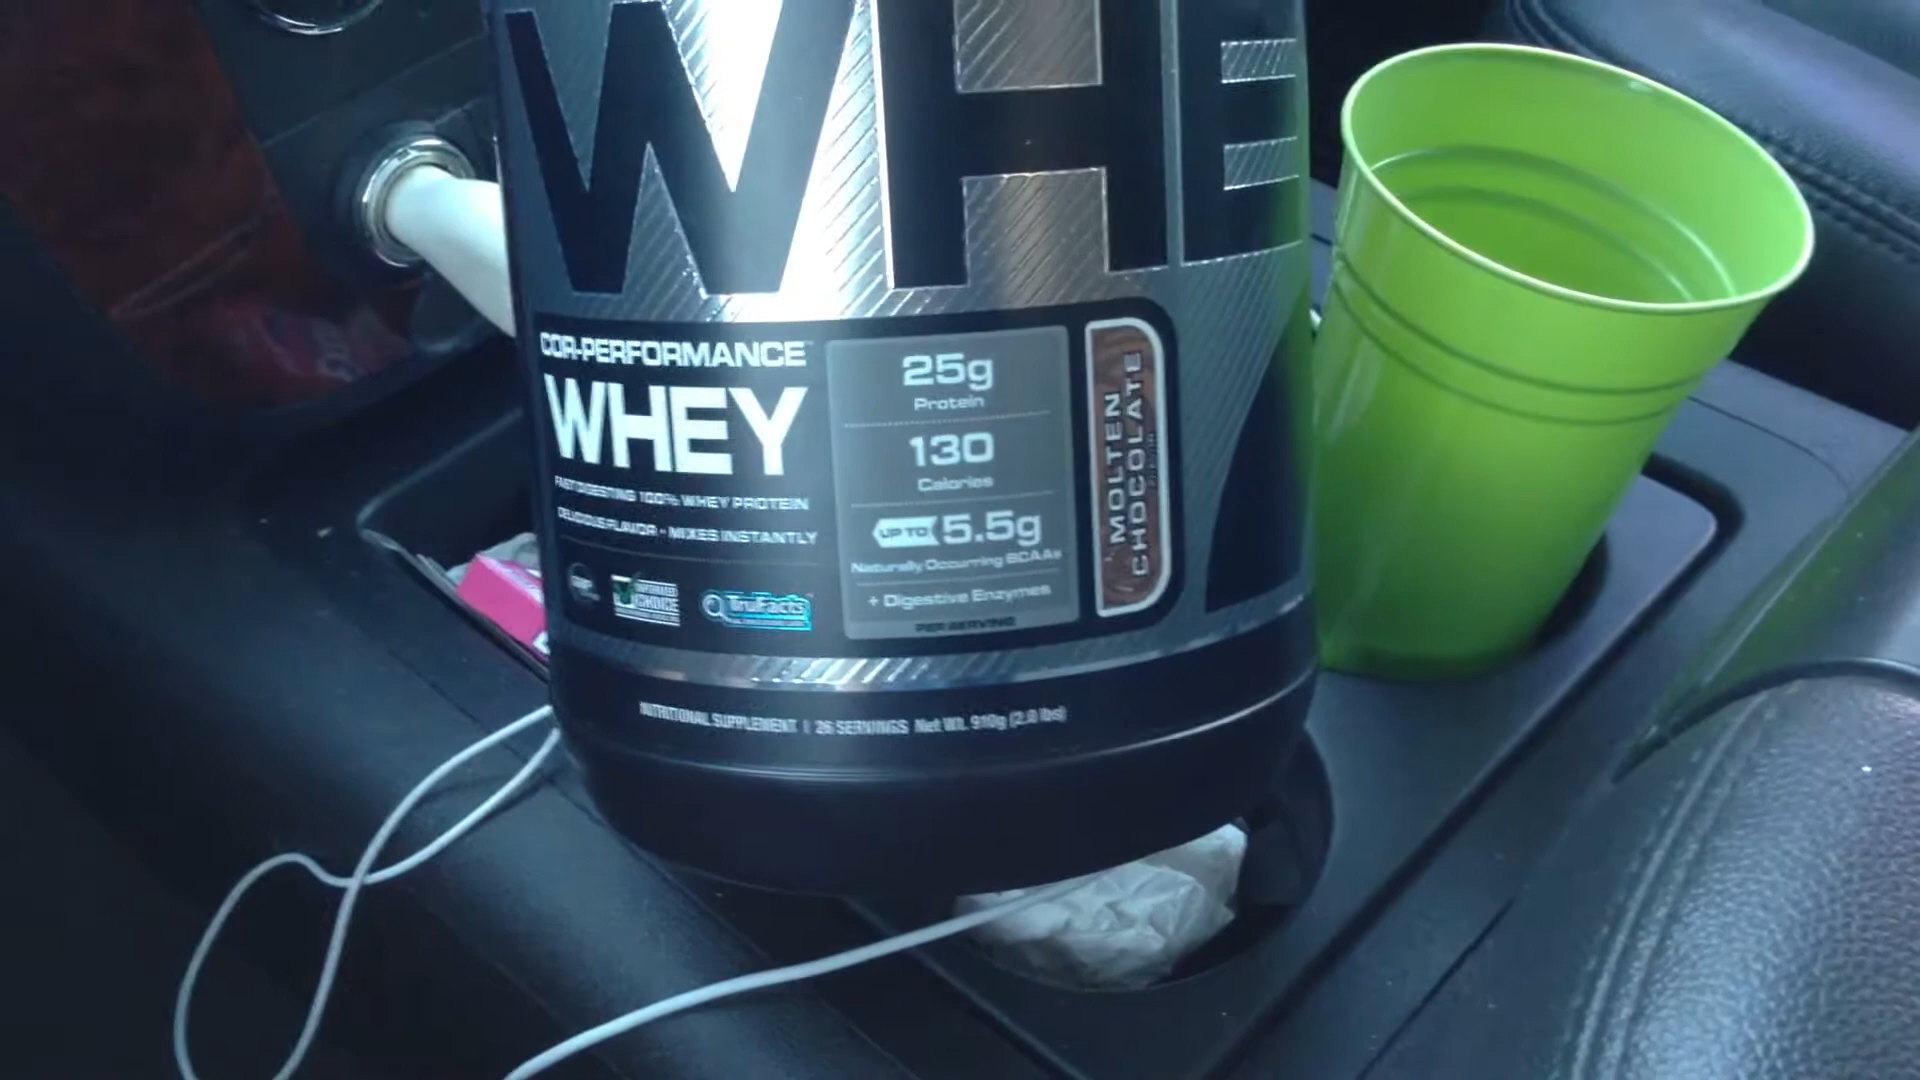 WHE
COR-PERFORMANCE
WHEY
FAST DIGESTING 100% WHEY PROTEIN
DELICIOUS FLAVOR - MIXES INSTANTLY
INFORMED
CHOICE
TruFacts
25g
Protein
130
Calories
UP TO 5.5g
Naturally Occurring BCAAs
+ Digestive Enzymes
PER SERVING
MOLTEN
CHOCOLATE
NUTRITIONAL SUPPLEMENT | 26 SERVINGS Net Wt. 910g (2.0 lbs)